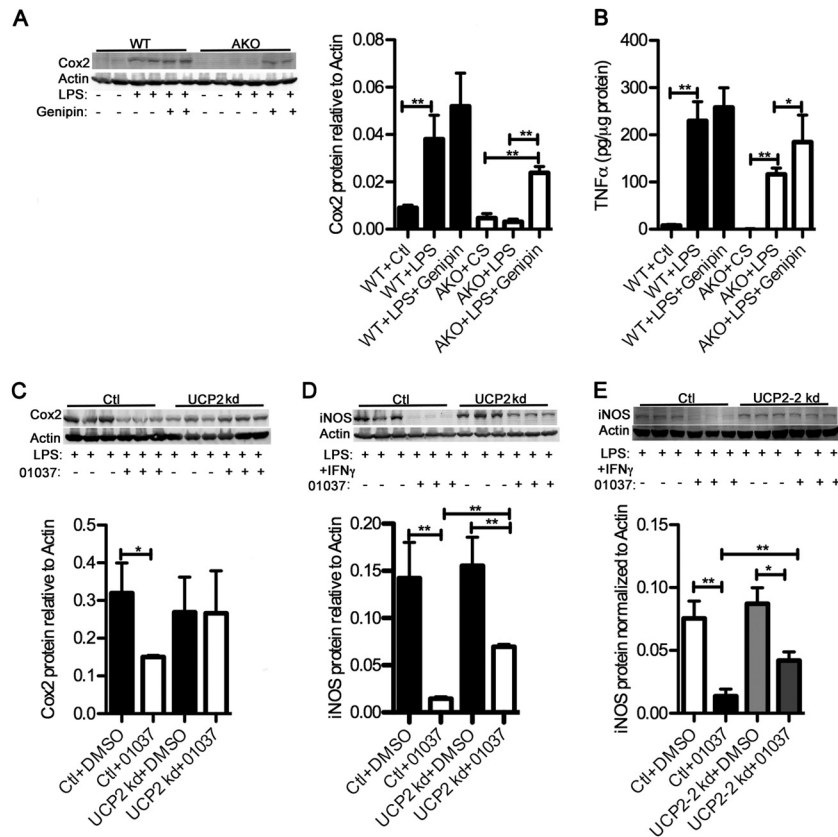 A
WT AKO
Cox2
Actin
LPS: - - + + + + - - + + + +
Genipin: - - - - + + - - - - + +
Cox2 protein relative to Actin
0.08
0.06
0.04
0.02
0.00
** ** **
WT+Ctl
WT+LPS
WT+LPS+Genipin
AKO+CS
AKO+LPS
AKO+LPS+Genipin
B
TNFα (pg/μg protein)
400
300
200
100
0
** ** *
WT+Ctl
WT+LPS
WT+LPS+Genipin
AKO+CS
AKO+LPS
AKO+LPS+Genipin
C
Ctl UCP2 kd
Cox2
Actin
LPS: + + + + + + + + + + + +
01037: - - - + + + - - - + + +
Cox2 protein relative to Actin
0.5
0.4
0.3
0.2
0.1
0.0
*
Ctl+DMSO
Ctl+01037
UCP2 kd+DMSO
UCP2 kd+01037
D
Ctl UCP2kd
iNOS
Actin
LPS: + + + + + + + + + + + +
+IFNγ
01037: - - - + + + - - - + + +
iNOS protein relative to Actin
0.20
0.15
0.10
0.05
0.00
** ** **
Ctl+DMSO
Ctl+01037
UCP2 kd+DMSO
UCP2 kd+01037
E
Ctl UCP2-2 kd
iNOS
Actin
LPS: + + + + + + + + + + + +
+IFNγ
01037: - - - + + + - - - + + +
iNOS protein normalized to Actin
0.15
0.10
0.05
0.00
** ** *
Ctl+DMSO
Ctl+01037
UCP2-2 kd+DMSO
UCP2-2 kd+01037